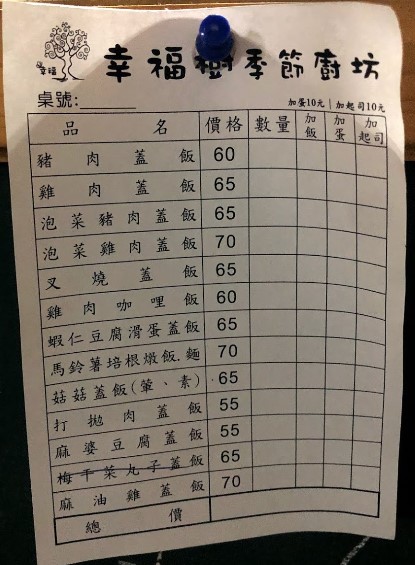 幸福樹季節廚坊
幸福
桌號:
加蛋10元 | 加起司10元
品名 價格 數量 加飯 加蛋 加起司
豬肉蓋飯 60
雞肉蓋飯 65
泡菜豬肉蓋飯 65
泡菜雞肉蓋飯 70
叉燒蓋飯 65
雞肉咖哩飯 60
蝦仁豆腐滑蛋蓋飯 65
馬鈴薯培根燉飯.麵 70
菇菇蓋飯(葷、素) 65
打拋肉蓋飯 55
麻婆豆腐蓋飯 55
梅干菜丸子蓋飯 65
麻油雞蓋飯 70
總價